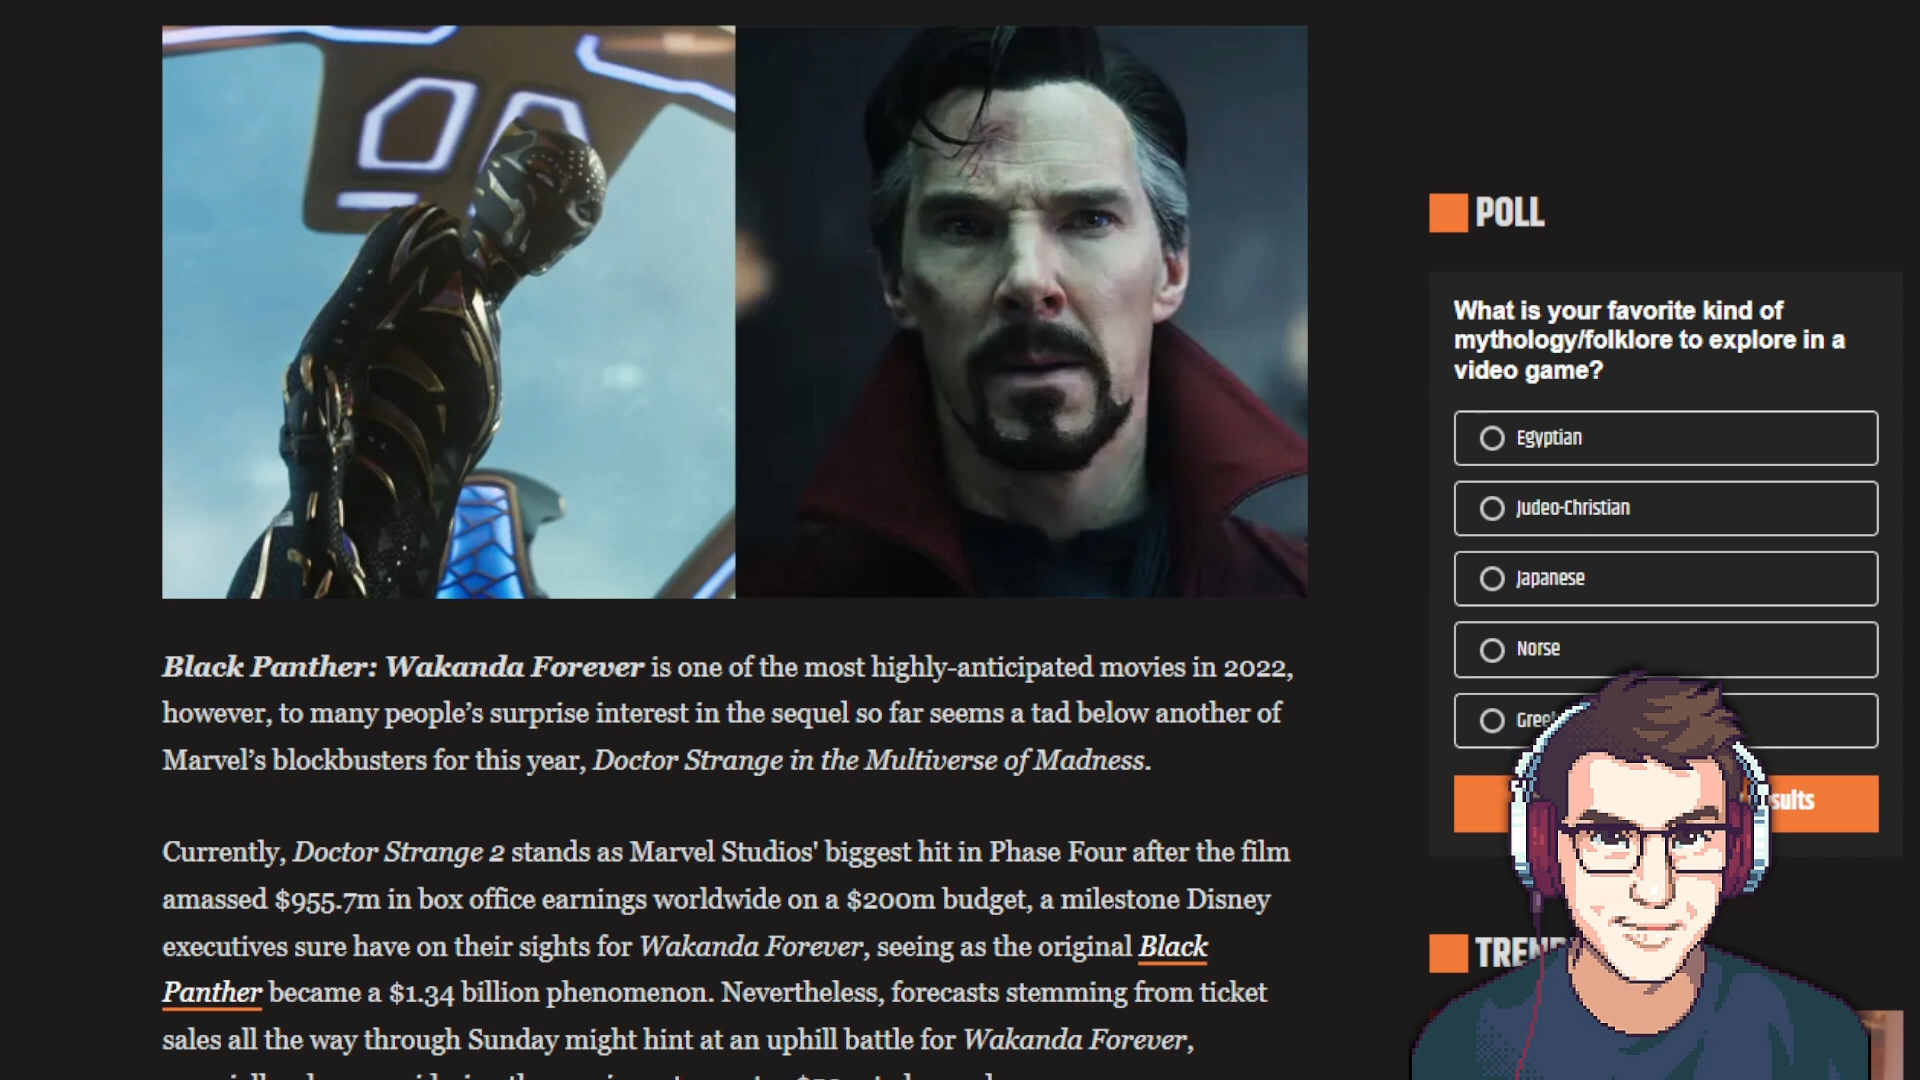 Black Panther: Wakanda Forever is one of the most highly-anticipated movies in 2022,
however, to many people's surprise interest in the sequel so far seems a tad below another of
Marvel's blockbusters for this year, Doctor Strange in the Multiverse of Madness.
Currently, Doctor Strange 2 stands as Marvel Studios' biggest hit in Phase Four after the film
amassed $955.7m in box office earnings worldwide on a $200m budget, a milestone Disney
executives sure have on their sights for Wakanda Forever, seeing as the original Black
Panther became a $1.34 billion phenomenon. Nevertheless, forecasts stemming from ticket
sales all the way through Sunday might hint at an uphill battle for Wakanda Forever,
POLL
What is your favorite kind of
mythology/folklore to explore in a
video game?
Egyptian
Judeo-Christian
Japanese
Norse